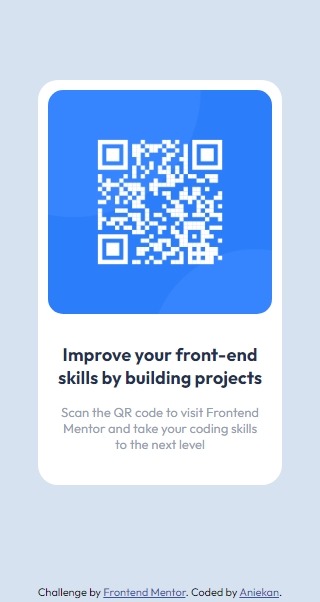 Improve your front-end
skills by building projects
Scan the QR code to visit Frontend
Mentor and take your coding skills
to the next level
Challenge by Frontend Mentor. Coded by Aniekan.